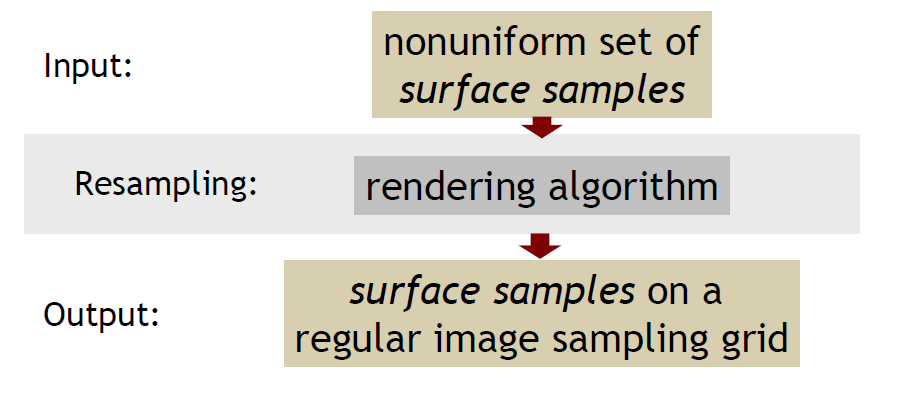 Input:
nonuniform set of
surface samples
Resampling:
rendering algorithm
Output:
surface samples on a
regular image sampling grid